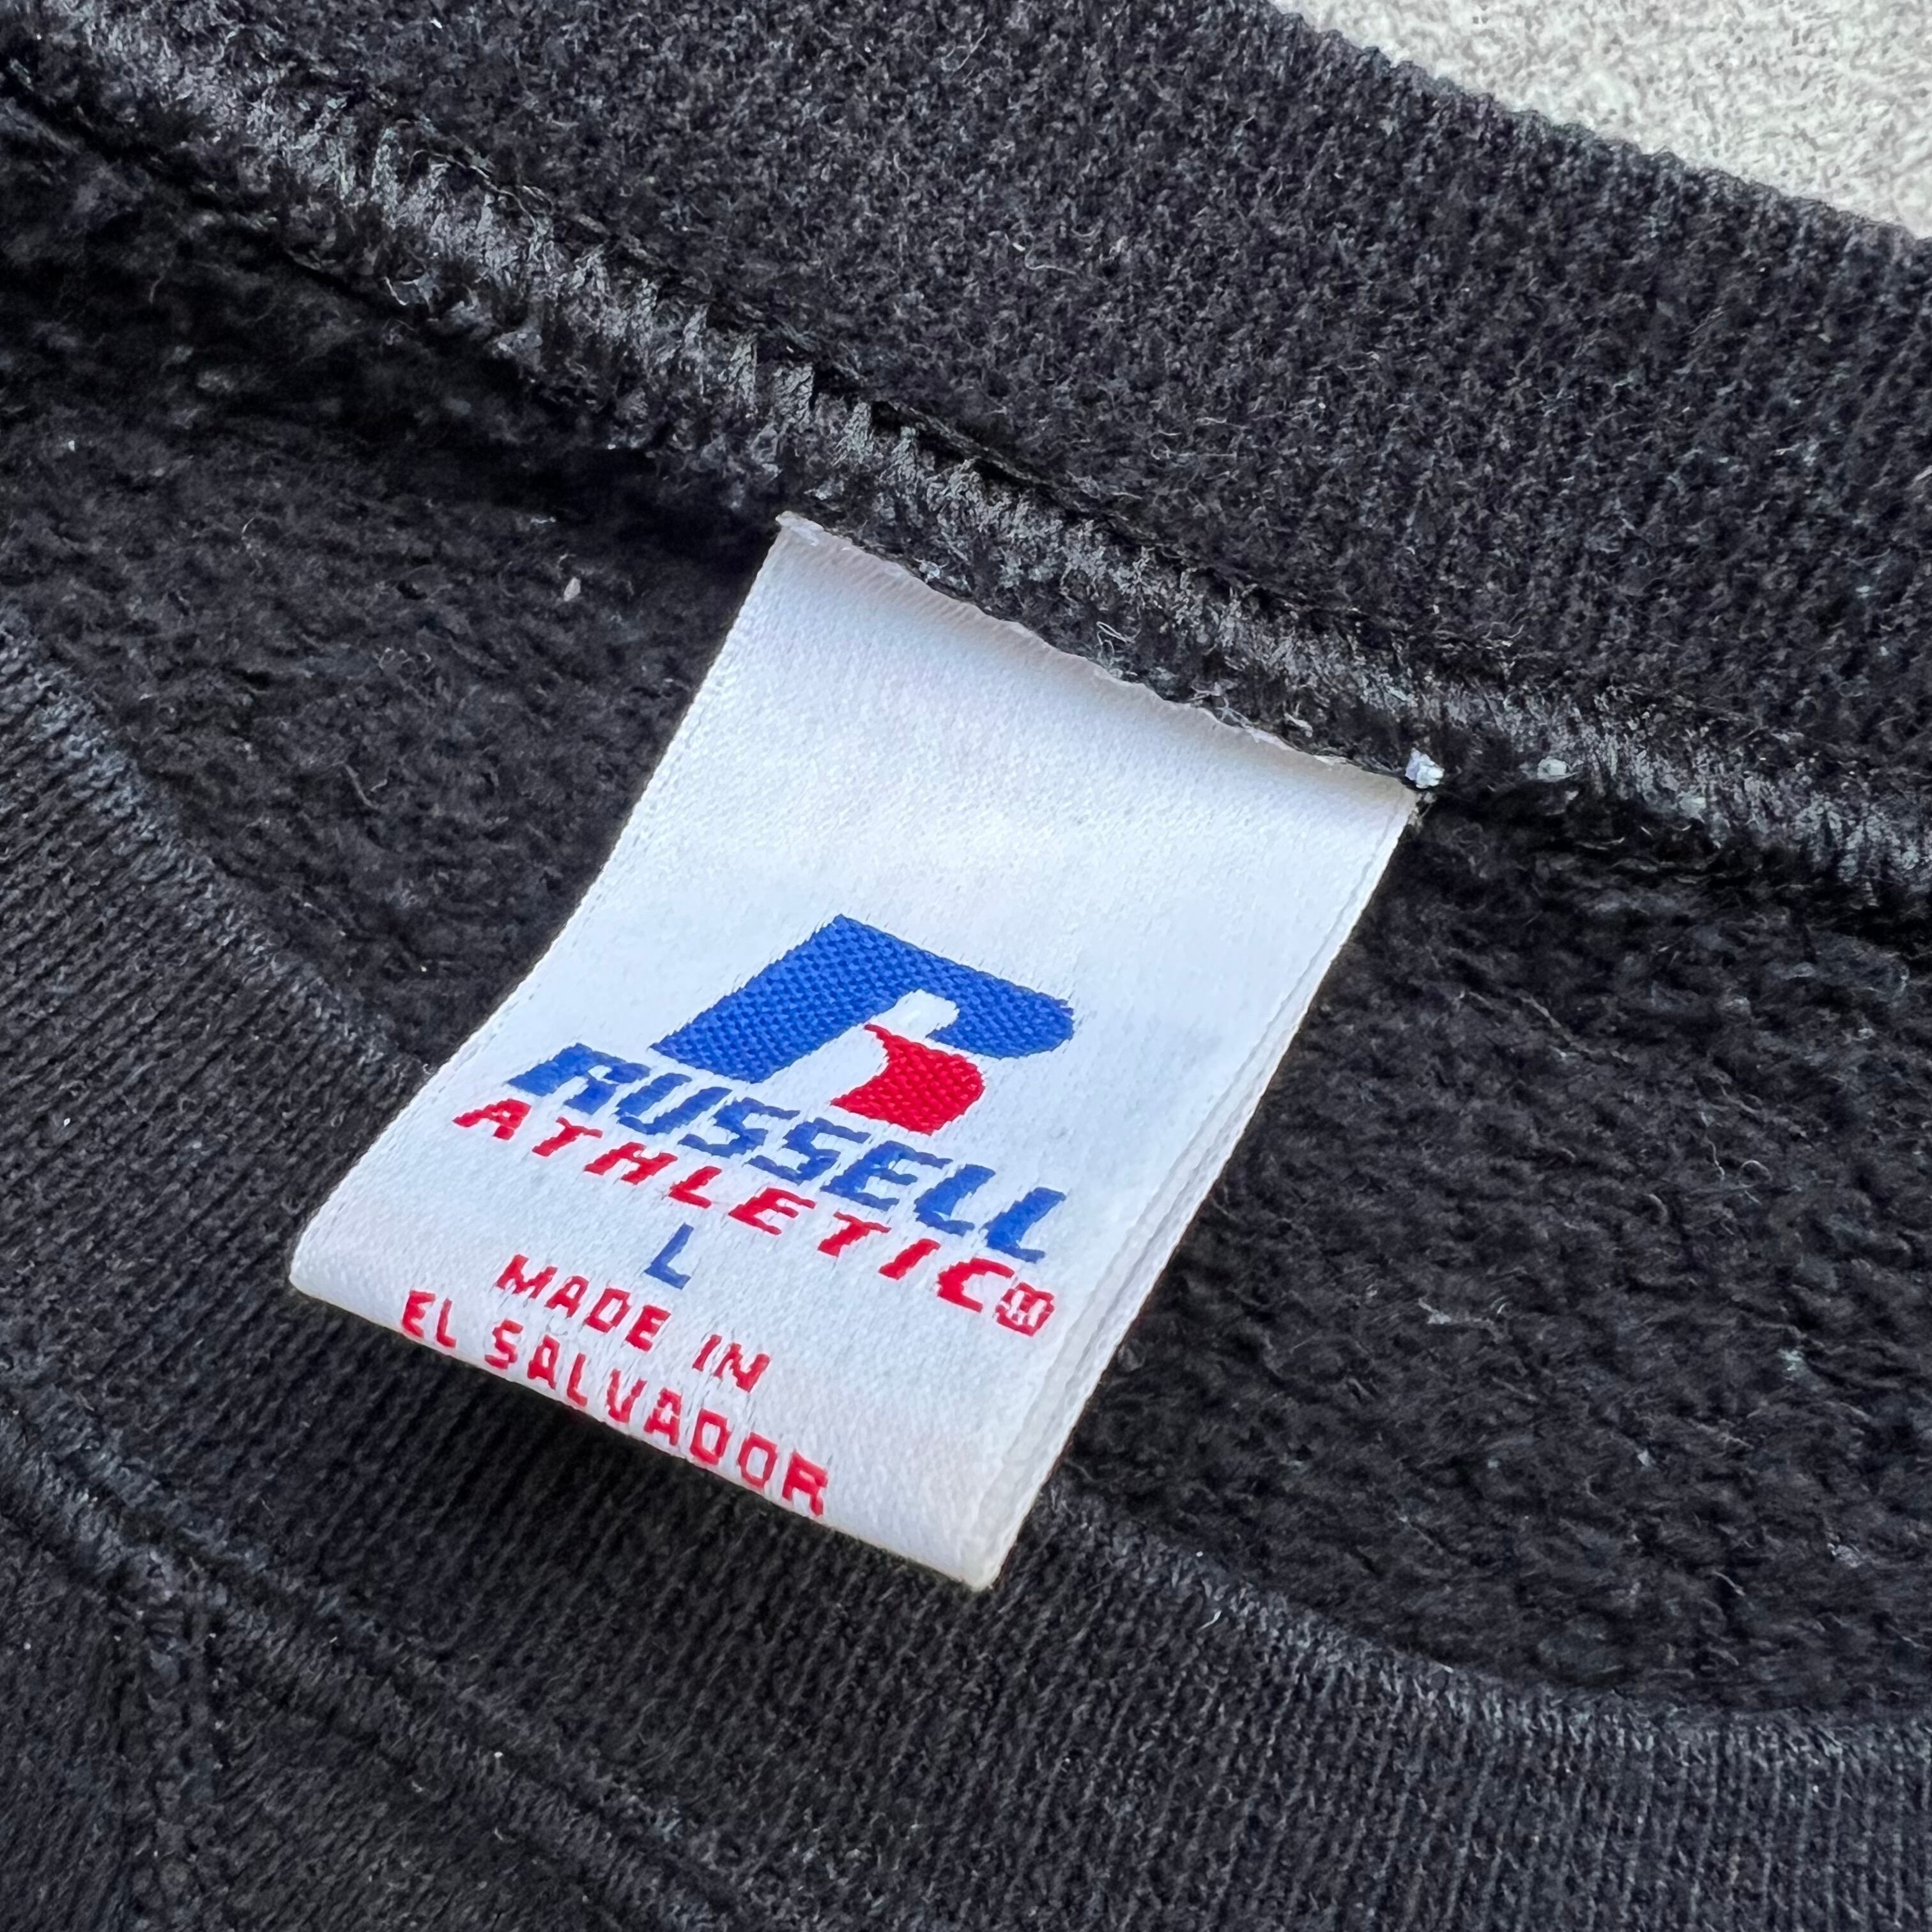 RUSSELL
ATHLETIC®
L
MADE IN
EL SALVADOR